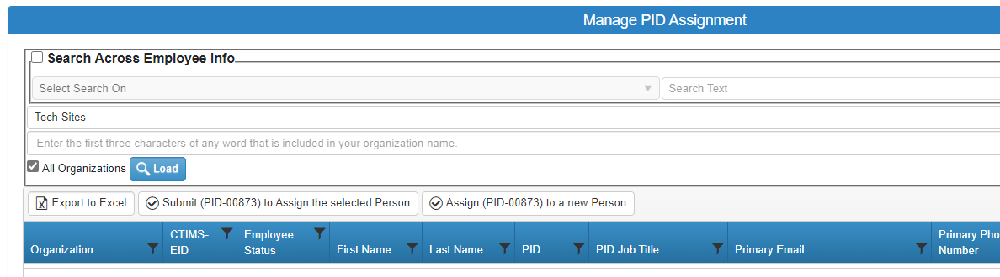 Manage PID Assignment
Search Across Employee Info
Select Search On Search Text
Tech Sites
Enter the first three characters of any word that is included in your organization name.
All Organizations Load
Export to Excel Submit (PID-00873) to Assign the selected Person Assign (PID-00873) to a new Person
Organization CTIMS-EID Employee Status First Name Last Name PID PID Job Title Primary Email Primary Pho Number